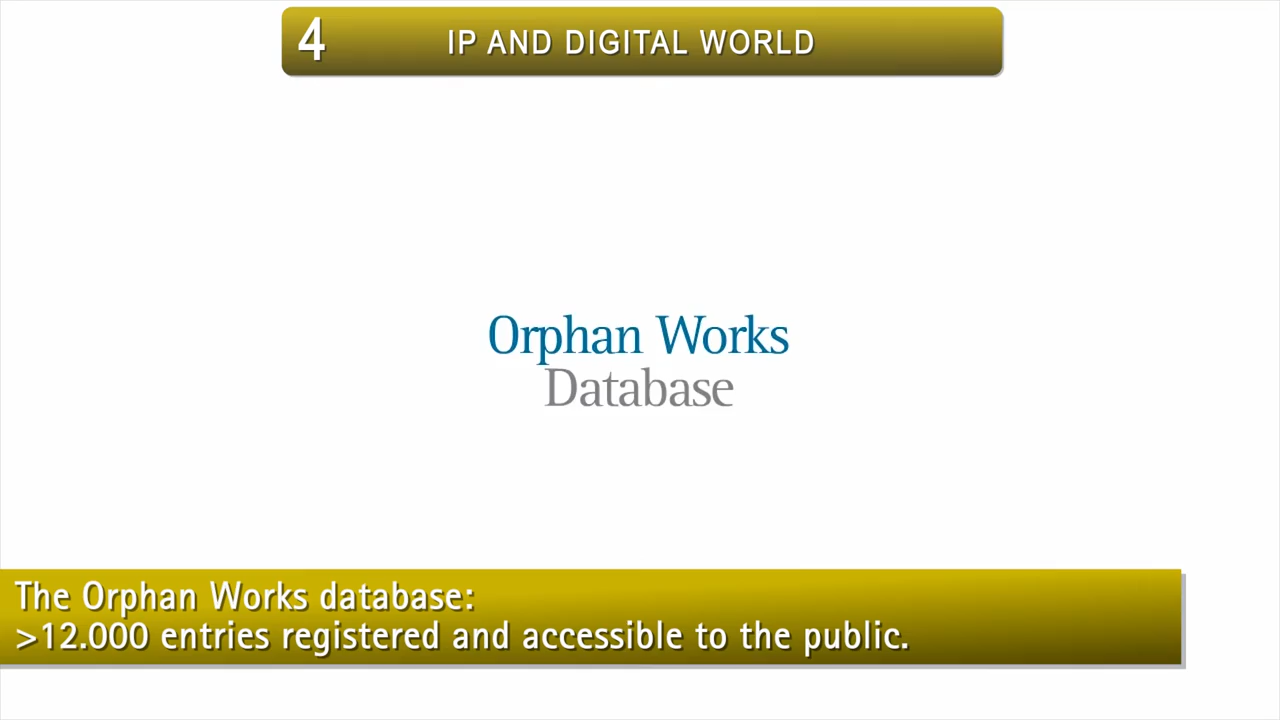 4 IP AND DIGITAL WORLD
Orphan Works
Database
The Orphan Works database:
>12.000 entries registered and accessible to the public.